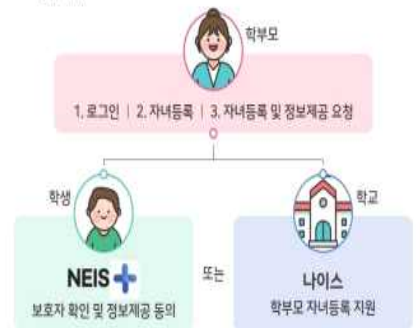 학부모
1. 로그인 | 2. 자녀등록 | 3. 자녀등록 및 정보제공 요청
학생
학교
NEIS+
또는
나이스
보호자 확인 및 정보제공 동의
학부모 자녀등록 지원